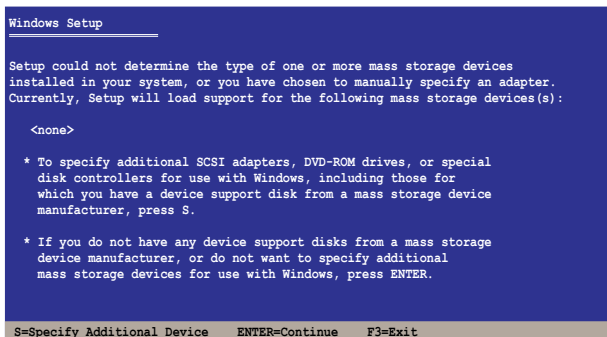 Windows Setup
Setup could not determine the type of one or more mass storage devices
installed in your system, or you have chosen to manually specify an adapter.
Currently, Setup will load support for the following mass storage devices(s):
<none>
* To specify additional SCSI adapters, DVD-ROM drives, or special
disk controllers for use with Windows, including those for
which you have a device support disk from a mass storage device
manufacturer, press S.
* If you do not have any device support disks from a mass storage
device manufacturer, or do not want to specify additional
mass storage devices for use with Windows, press ENTER.
S=Specify Additional Device ENTER=Continue F3=Exit